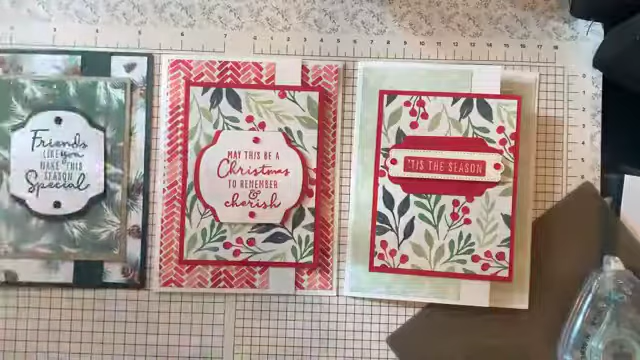 Friends
LIKE you
MAKE THIS
SEASON
Special
MAY THIS BE A
Christmas
TO REMEMBER
&
cherish
'TIS THE SEASON